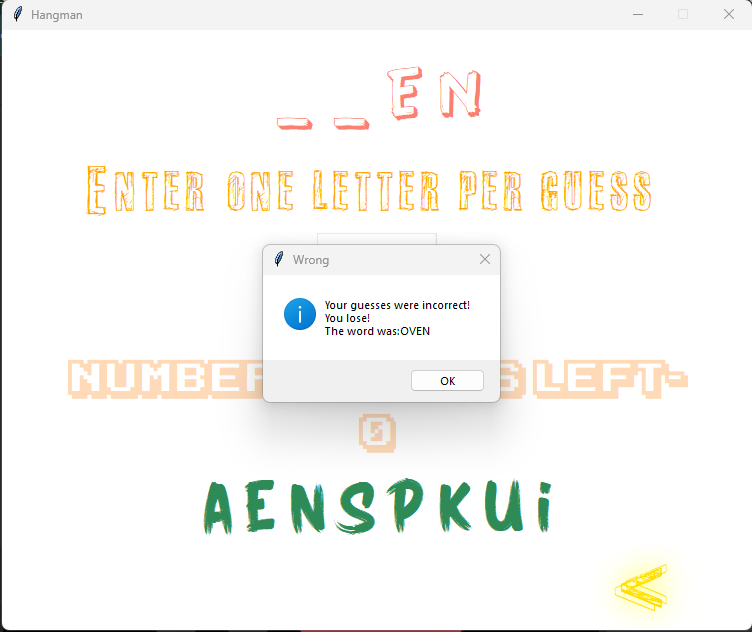 Hangman
_ _ E N
ENTER ONE LETTER PER GUESS
Wrong
Your guesses were incorrect!
You lose!
The word was:OVEN
OK
NUMBER
LEFT-
0
AENSPKUi
<